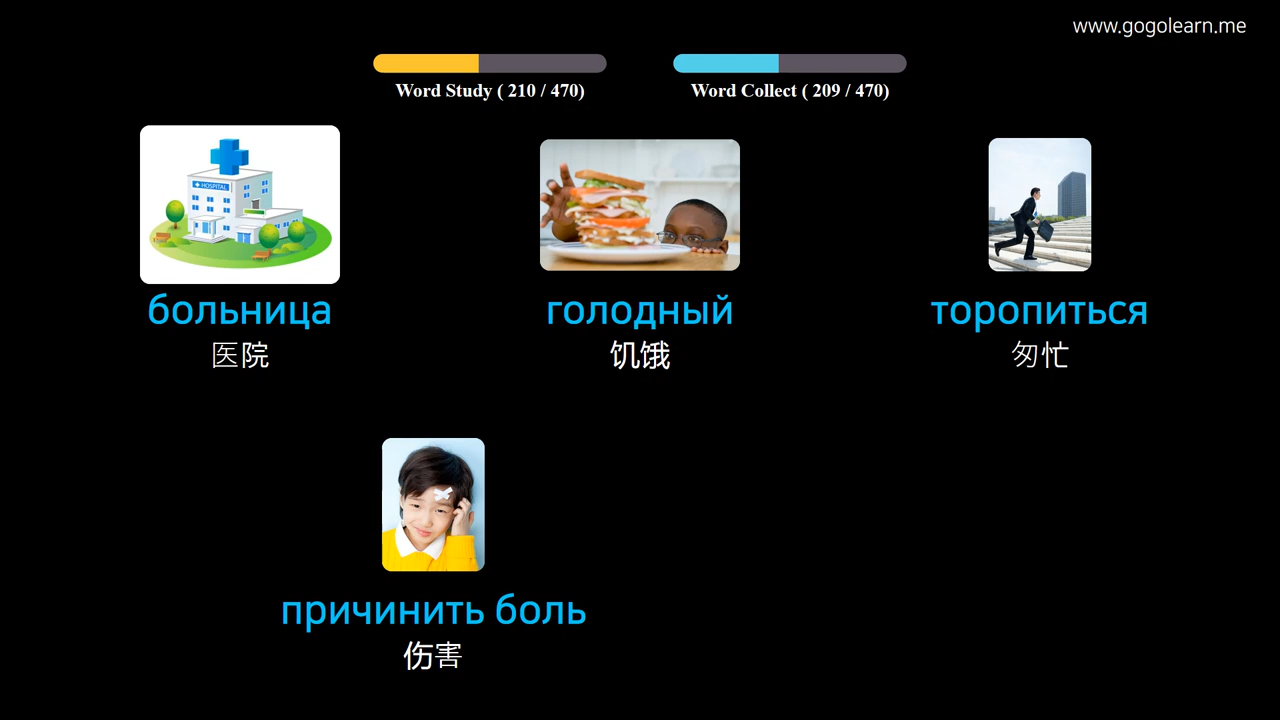 www.gogolearn.me
Word Study ( 210 / 470)
Word Collect ( 209 / 470)
HOSPITAL
больница
голодный
торопиться
医院
饥饿
匆忙
причинить боль
伤害